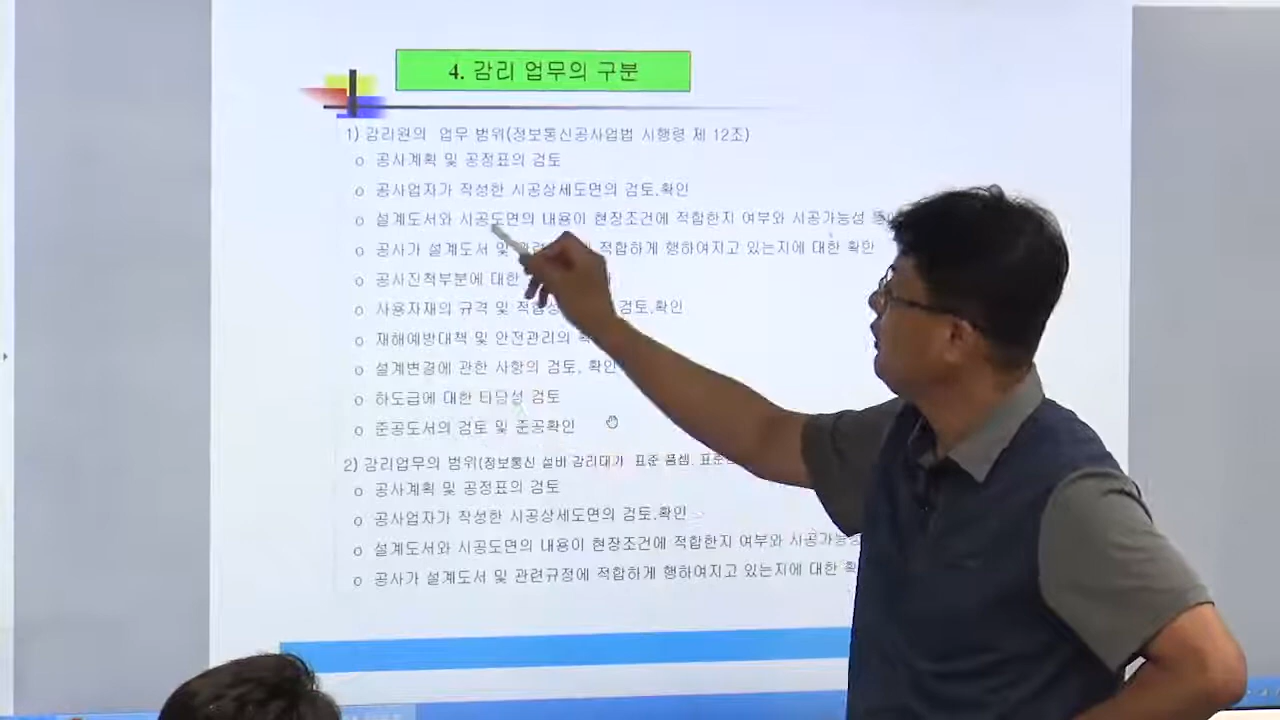 4. 감리 업무의 구분
1) 감리원의 업무 범위(정보통신공사업법 시행령 제 12조)
o 공사계획 및 공정표의 검토
o 공사업자가 작성한 시공상세도면의 검토.확인
o 설계도서와 시공도면의 내용이 현장조건에 적합한지 여부와 시공가능성
o 공사가 설계도서 및 적합하게 행하여지고 있는지에 대한 확인
o 공사진척부분에 대한
o 사용자재의 규격 및 검토.확인
o 재해예방대책 및 안전관리의
o 설계변경에 관한 사항의 검토, 확인
o 하도급에 대한 타당성 검토
o 준공도서의 검토 및 준공확인
2) 감리업무의 범위(정보통신 설비 감리대가 표준 품셈.
o 공사계획 및 공정표의 검토
o 공사업자가 작성한 시공상세도면의 검토.확인
o 설계도서와 시공도면의 내용이 현장조건에 적합한지 여부와
o 공사가 설계도서 및 관련규정에 적합하게 행하여지고 있는지에 대한